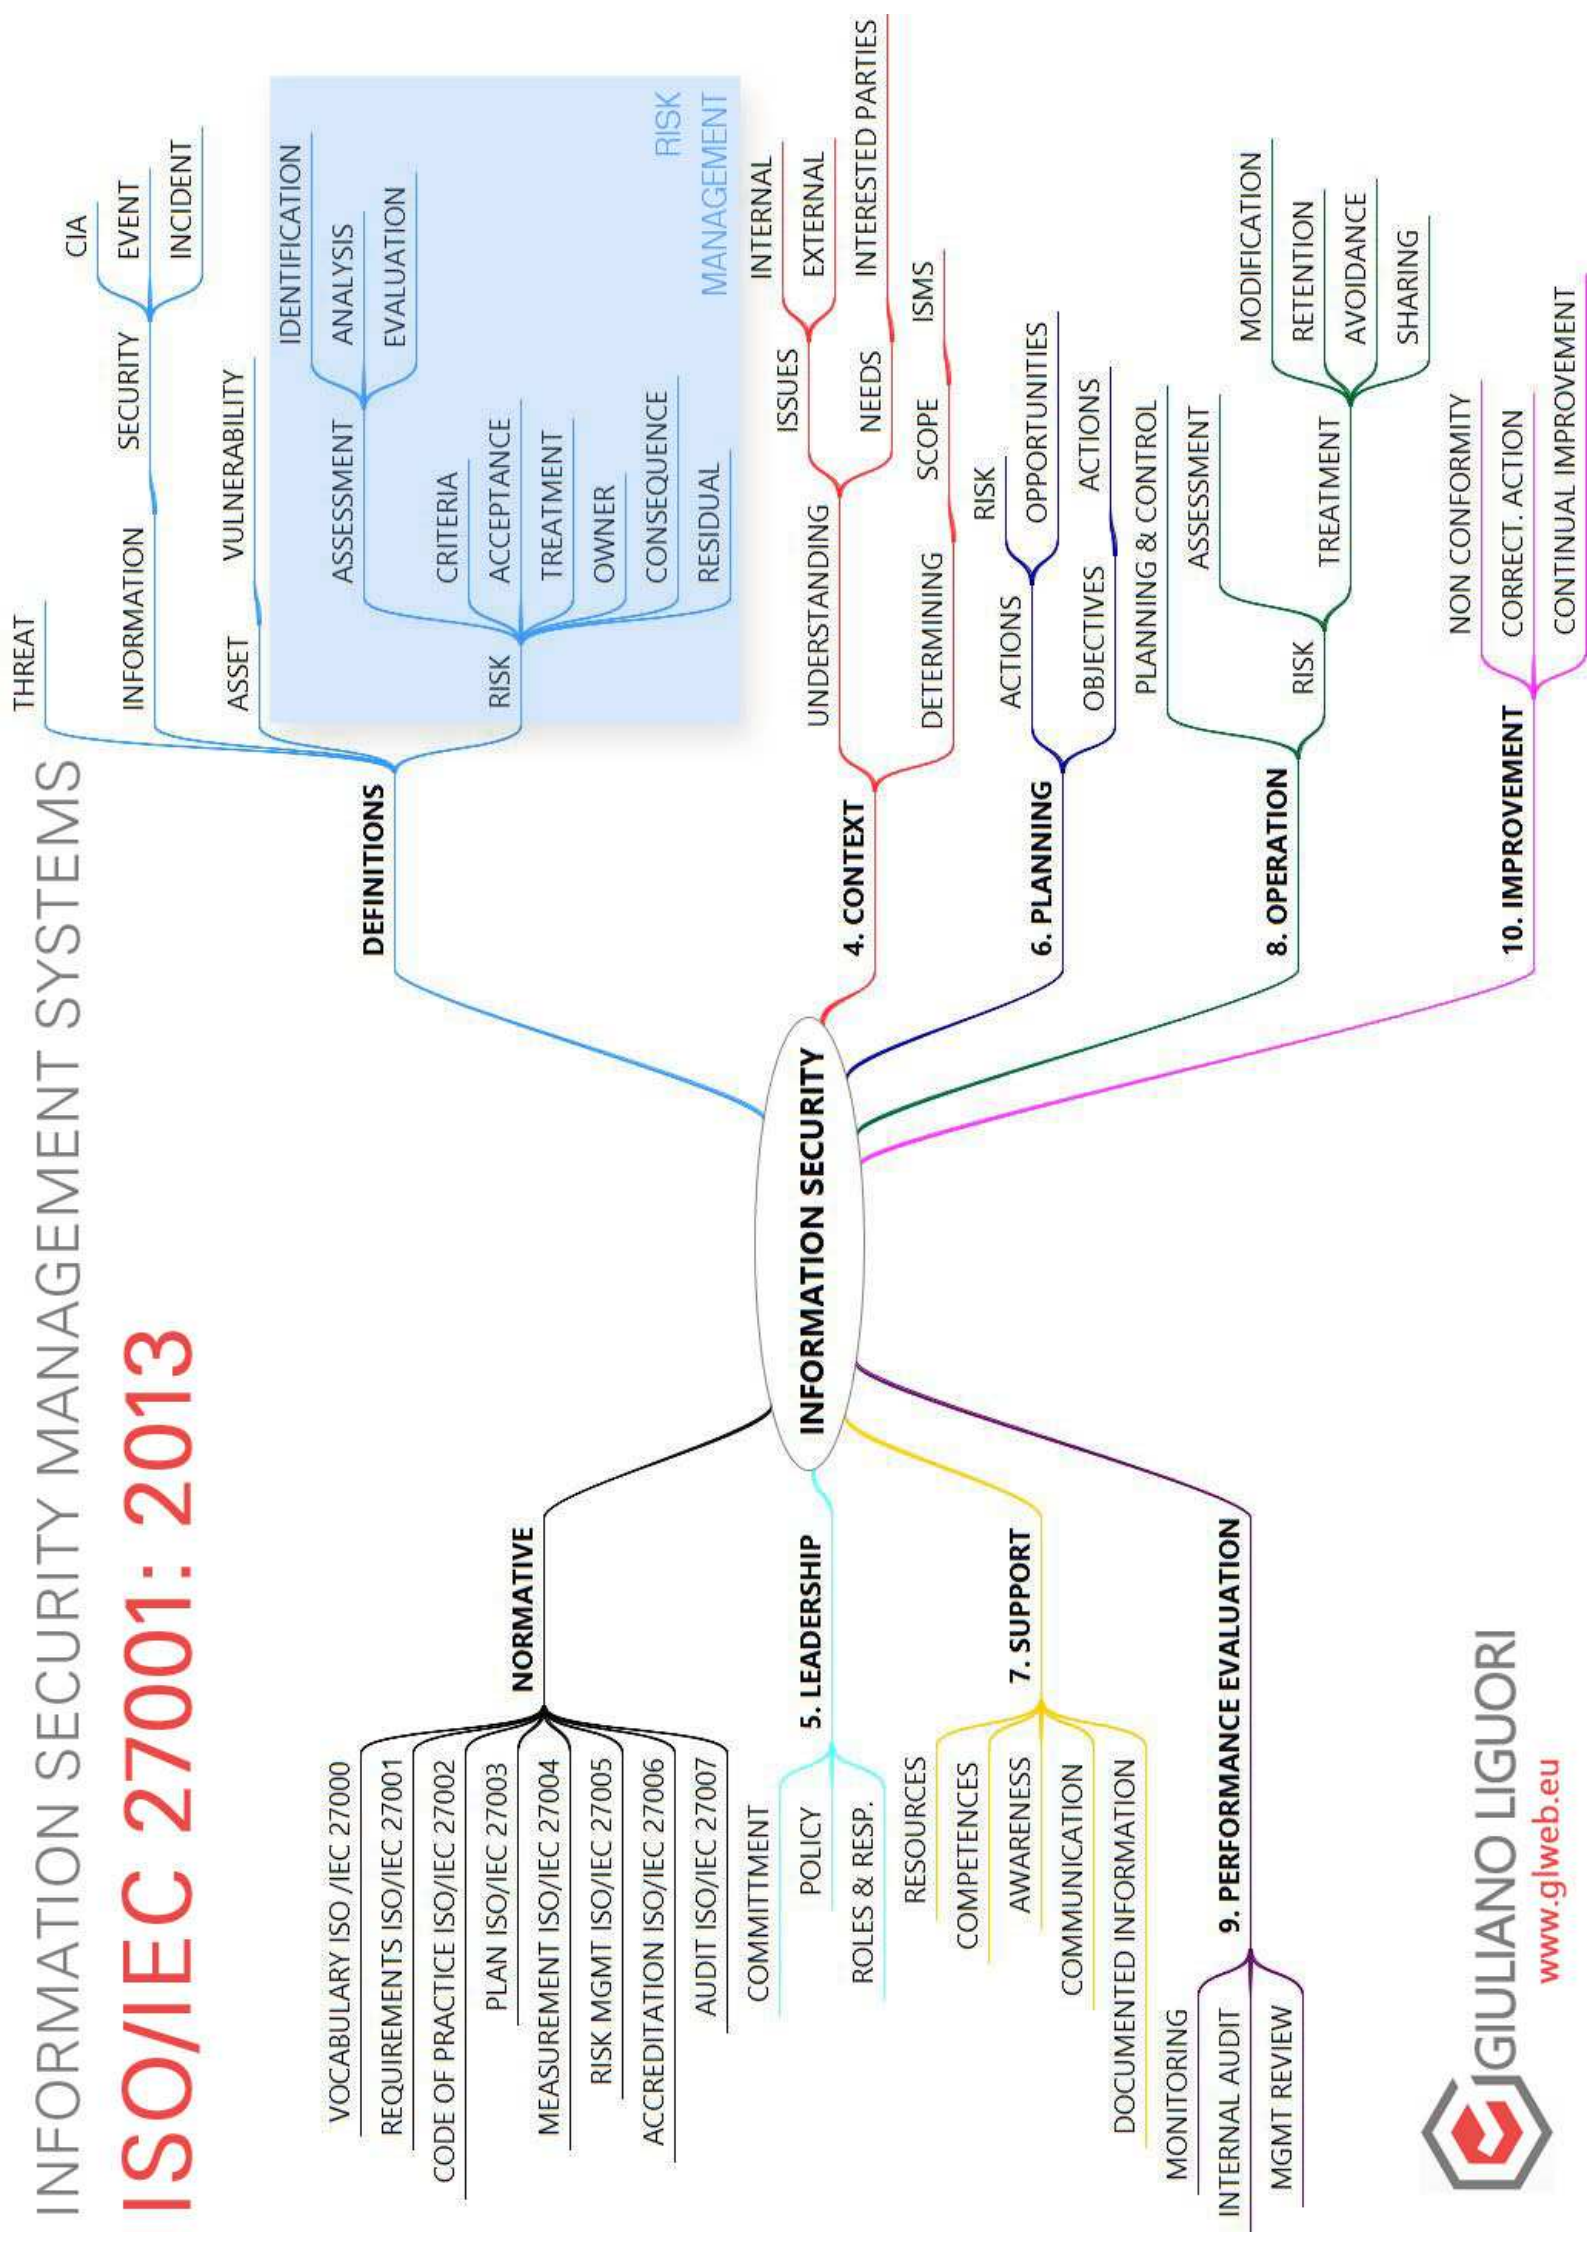 INFORMATION SECURITY MANAGEMENT SYSTEMS
ISO/IEC 27001: 2013
INFORMATION SECURITY
NORMATIVE
VOCABULARY ISO /IEC 27000
REQUIREMENTS ISO/IEC 27001
CODE OF PRACTICE ISO/IEC 27002
PLAN ISO/IEC 27003
MEASUREMENT ISO/IEC 27004
RISK MGMT ISO/IEC 27005
ACCREDITATION ISO/IEC 27006
AUDIT ISO/IEC 27007
5. LEADERSHIP
COMMITTMENT
POLICY
ROLES & RESP.
7. SUPPORT
RESOURCES
COMPETENCES
AWARENESS
COMMUNICATION
DOCUMENTED INFORMATION
9. PERFORMANCE EVALUATION
MONITORING
INTERNAL AUDIT
MGMT REVIEW
DEFINITIONS
THREAT
INFORMATION
SECURITY
CIA
EVENT
INCIDENT
ASSET
VULNERABILITY
RISK
ASSESSMENT
IDENTIFICATION
ANALYSIS
EVALUATION
CRITERIA
ACCEPTANCE
TREATMENT
OWNER
CONSEQUENCE
RESIDUAL
RISK
MANAGEMENT
4. CONTEXT
UNDERSTANDING
ISSUES
INTERNAL
EXTERNAL
NEEDS
INTERESTED PARTIES
DETERMINING
SCOPE
ISMS
6. PLANNING
ACTIONS
RISK
OPPORTUNITIES
OBJECTIVES
ACTIONS
8. OPERATION
PLANNING & CONTROL
RISK
ASSESSMENT
TREATMENT
MODIFICATION
RETENTION
AVOIDANCE
SHARING
10. IMPROVEMENT
NON CONFORMITY
CORRECT. ACTION
CONTINUAL IMPROVEMENT
GIULIANO LIGUORI
www.glweb.eu